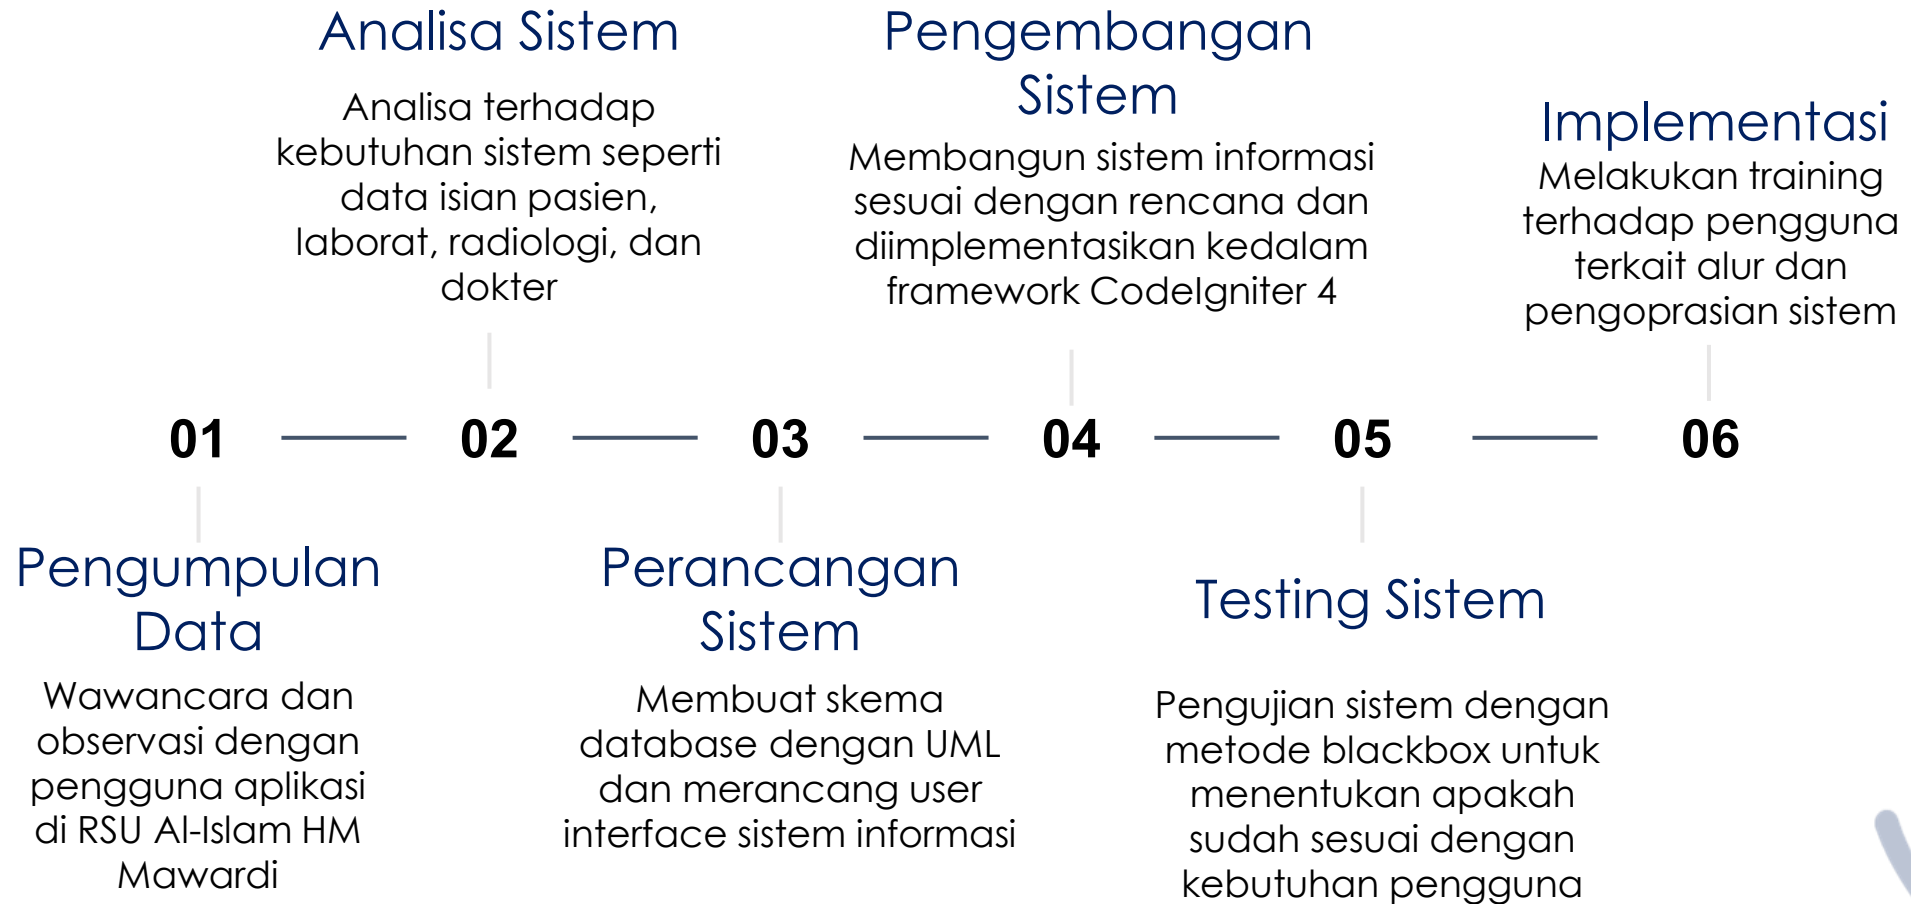 Analisa Sistem
Analisa terhadap
kebutuhan sistem seperti
data isian pasien,
laborat, radiologi, dan
dokter
Pengembangan
Sistem
Membangun sistem informasi
sesuai dengan rencana dan
diimplementasikan kedalam
framework CodeIgniter 4
Implementasi
Melakukan training
terhadap pengguna
terkait alur dan
pengoprasian sistem
01
02
03
04
05
06
Pengumpulan
Data
Wawancara dan
observasi dengan
pengguna aplikasi
di RSU Al-Islam HM
Mawardi
Perancangan
Sistem
Membuat skema
database dengan UML
dan merancang user
interface sistem informasi
Testing Sistem
Pengujian sistem dengan
metode blackbox untuk
menentukan apakah
sudah sesuai dengan
kebutuhan pengguna